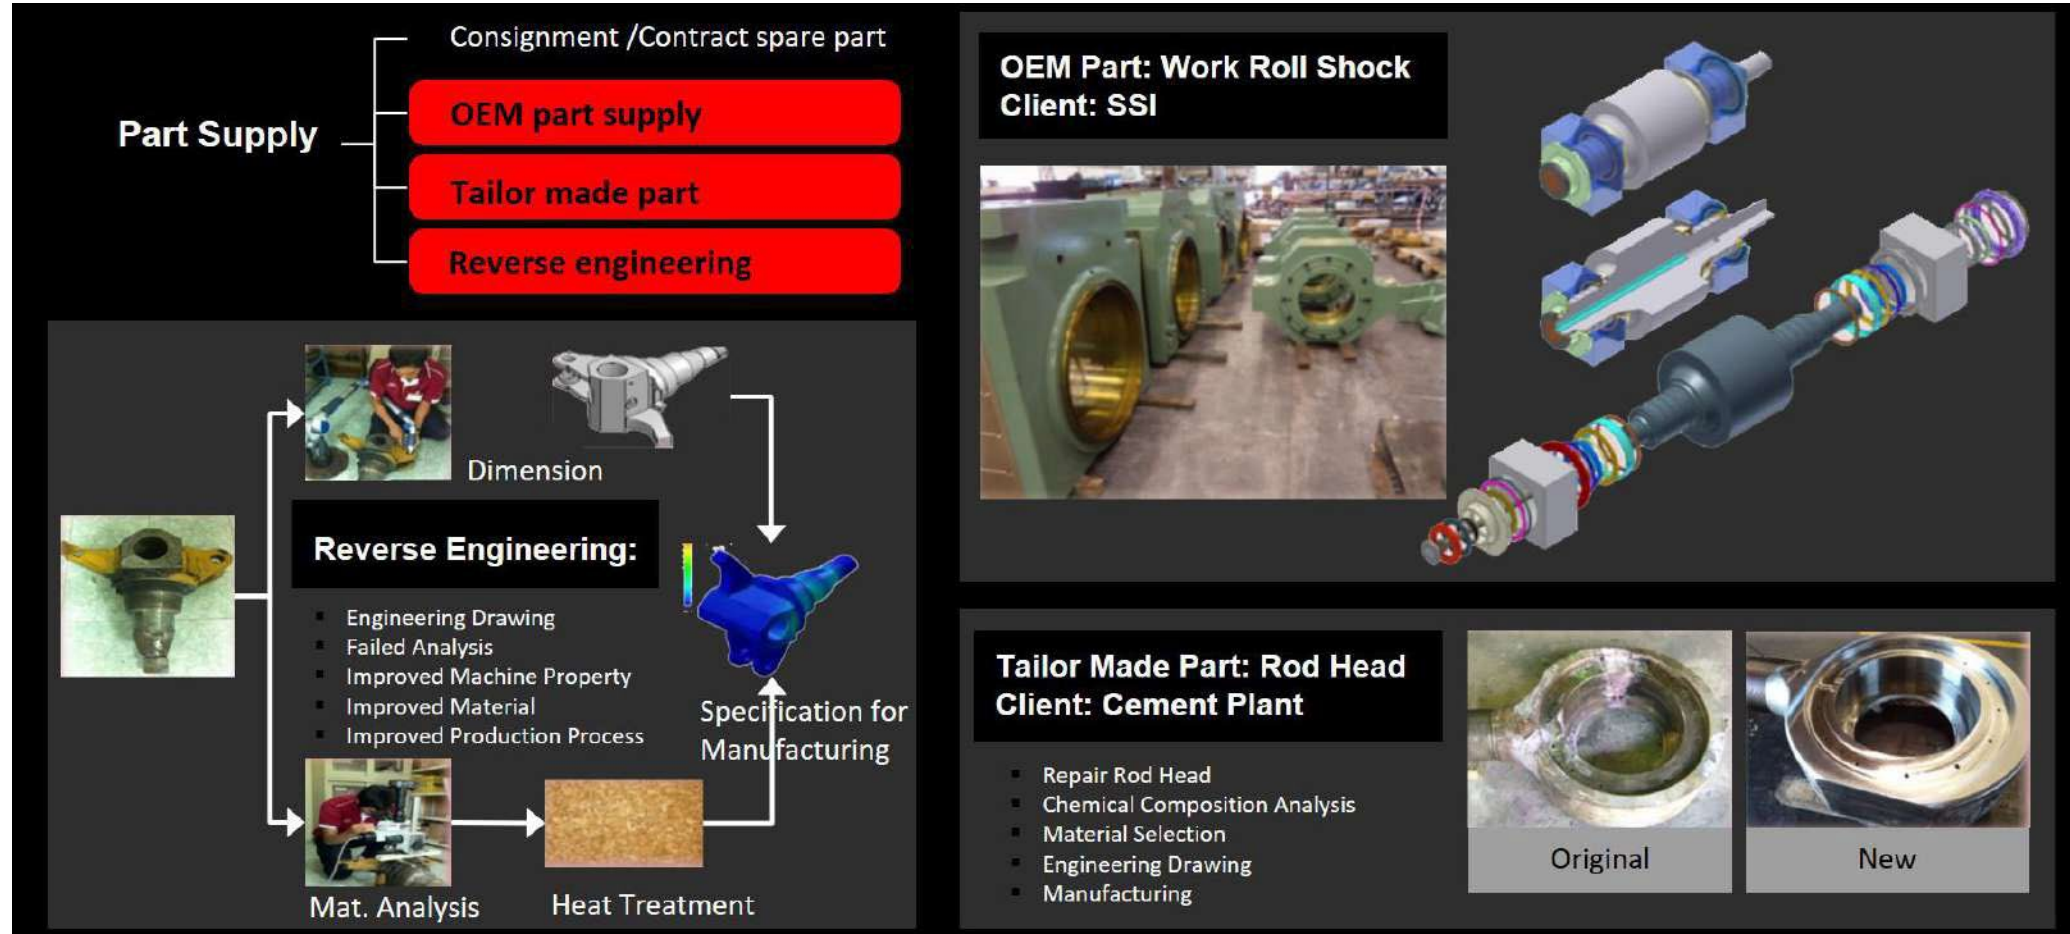 Part Supply
Consignment /Contract spare part
OEM part supply
Tailor made part
Reverse engineering
Dimension
Reverse Engineering:
Engineering Drawing
Failed Analysis
Improved Machine Property
Improved Material
Improved Production Process
Specification for
Manufacturing
Mat. Analysis
Heat Treatment
OEM Part: Work Roll Shock
Client: SSI
Tailor Made Part: Rod Head
Client: Cement Plant
Repair Rod Head
Chemical Composition Analysis
Material Selection
Engineering Drawing
Manufacturing
Original
New